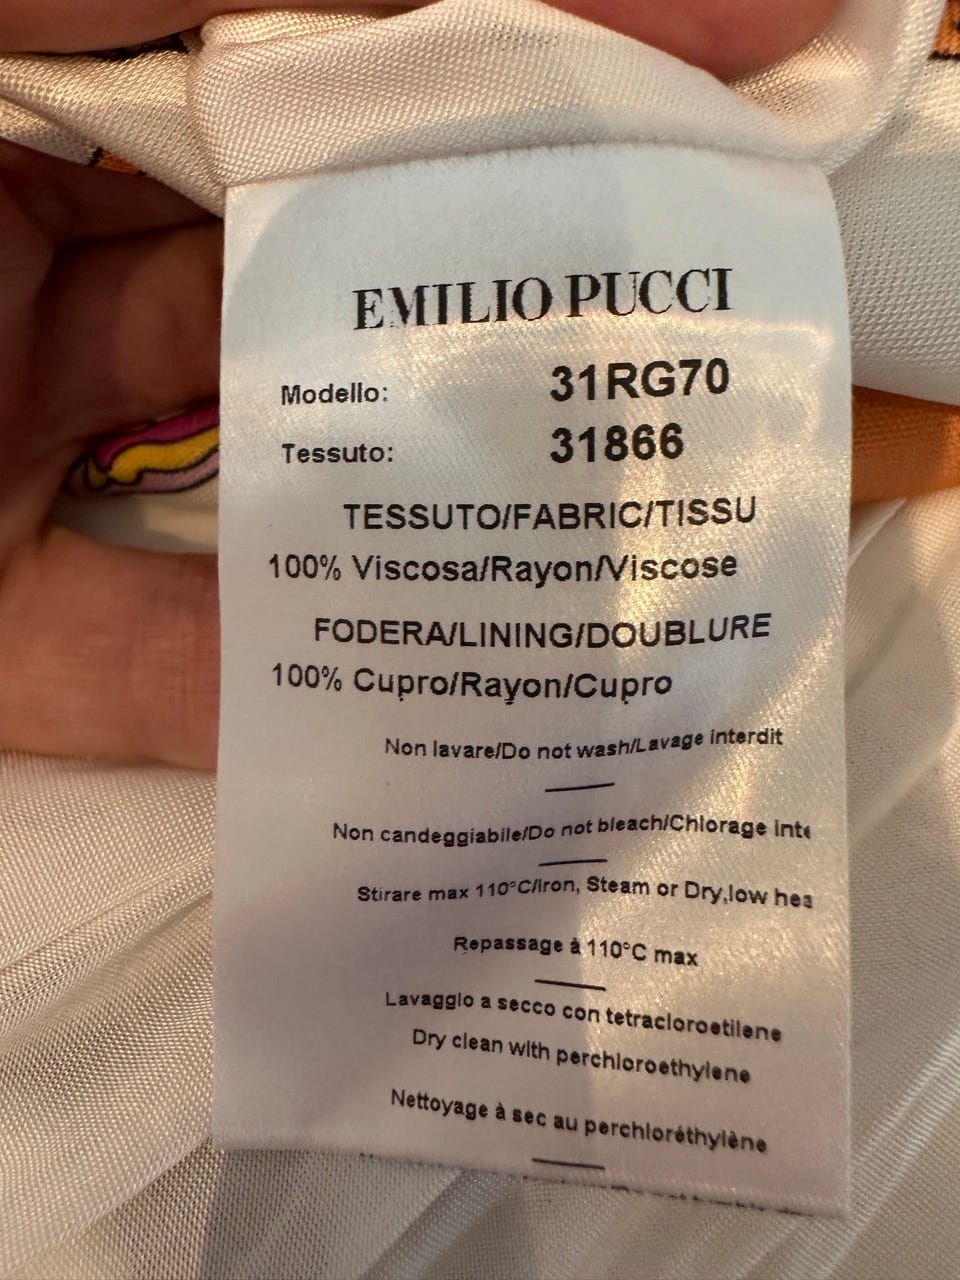 EMILIO PUCCI
Modello: 31RG70
Tessuto: 31866
TESSUTO/FABRIC/TISSU
100% Viscosa/Rayon/Viscose
FODERA/LINING/DOUBLURE
100% Cupro/Rayon/Cupro
Non lavare/Do not wash/Lavage interdit
Non candeggiabile/Do not bleach/Chlorage inte
Stirare max 110°C/Iron, Steam or Dry,low hea
Repassage à 110°C max
Lavaggio a secco con tetracloroetilene
Dry clean with perchloroethylene
Nettoyage à sec au perchloréthylène